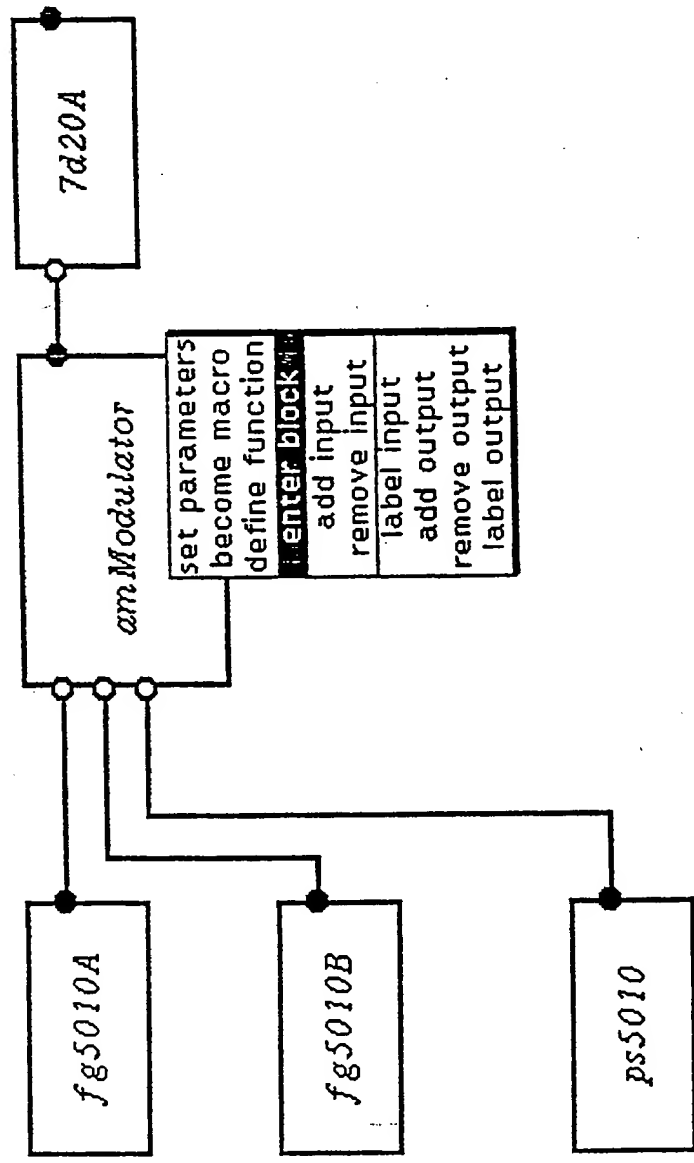 fg5010A
fg5010B
ps5010
amModulator
set parameters
become macro
define function
enter block
add input
remove input
label input
add output
remove output
label output
7d20A